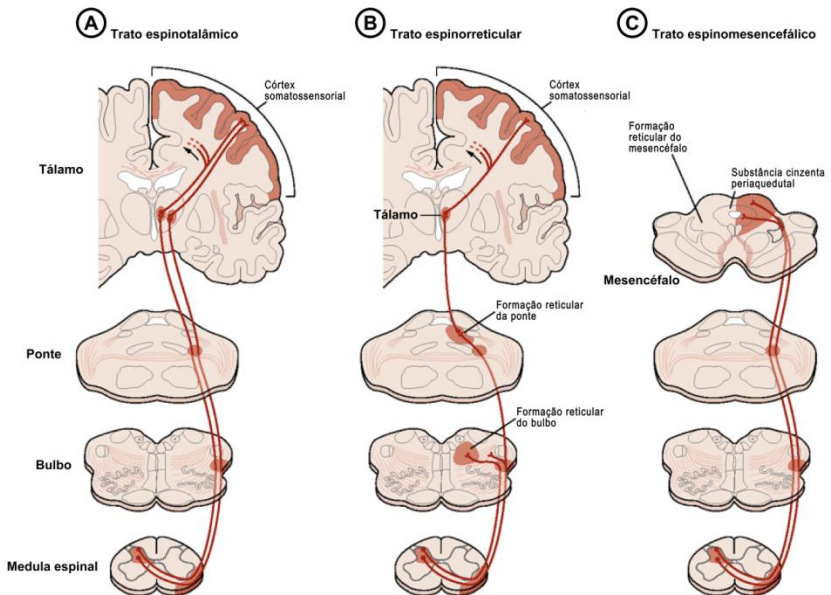 A
Trato espinotalâmico
Córtex
somatossensorial
Tálamo
Ponte
Bulbo
Medula espinal
B
Trato espinorreticular
Córtex
somatossensorial
Tálamo
Formação reticular
da ponte
Formação reticular
do bulbo
C
Trato espinomesencefálico
Formação
reticular do
mesencéfalo
Substância cinzenta
periaquedutal
Mesencéfalo